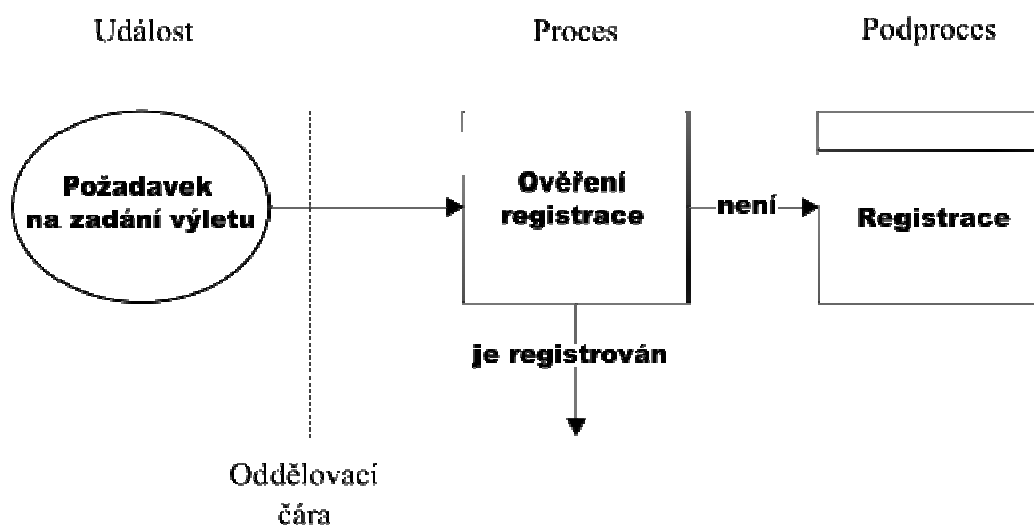 Událost
Proces
Podproces
Požadavek
na zadání výletu
Ověření
registrace
není
Registrace
je registrován
Oddělovací
čára